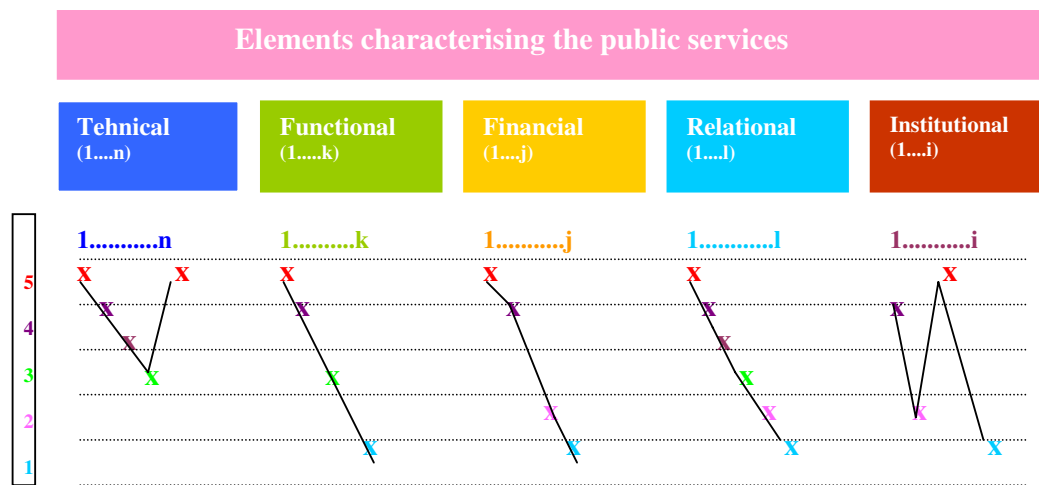 Elements characterising the public services
Tehnical
(1....n)
Functional
(1.....k)
Financial
(1....j)
Relational
(1....l)
Institutional
(1....i)
1...........n
1..........k
1...........j
1............l
1...........i
5
x x x x x
4
x x x x x
x x
3
x x x
2
x x x
1
x x x x